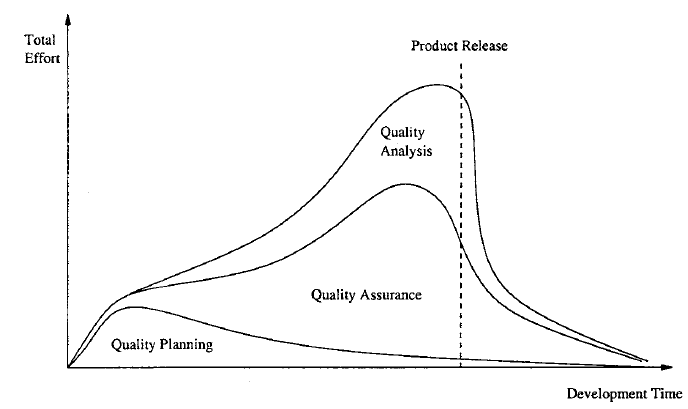 Total
Effort
Product Release
Quality
Analysis
Quality Assurance
Quality Planning
Development Time